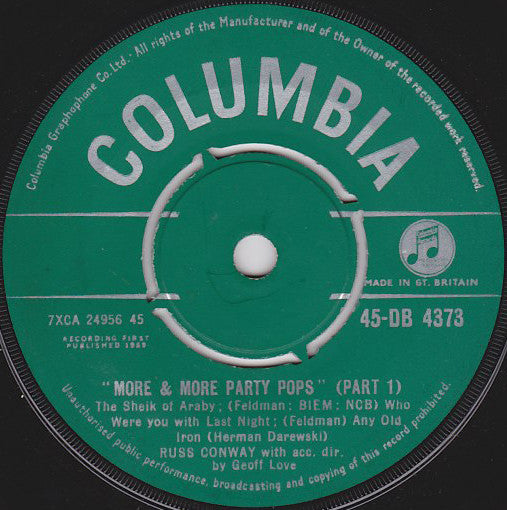 Columbia Graphophone Co. Ltd. · All rights of the Manufacturer and of the Owner of the recorded work reserved.
COLUMBIA
MADE IN GT. BRITAIN
7XCA 24956 45
45-DB 4373
RECORDING FIRST
PUBLISHED 1959
"MORE & MORE PARTY POPS" (PART 1)
The Sheik of Araby; (Feldman : BIEM : NCB) Who
Were you with Last Night; (Feldman) Any Old
Iron (Herman Darewski)
RUSS CONWAY with acc. dir.
by Geoff Love
Unauthorised public performance, broadcasting and copying of this record prohibited.